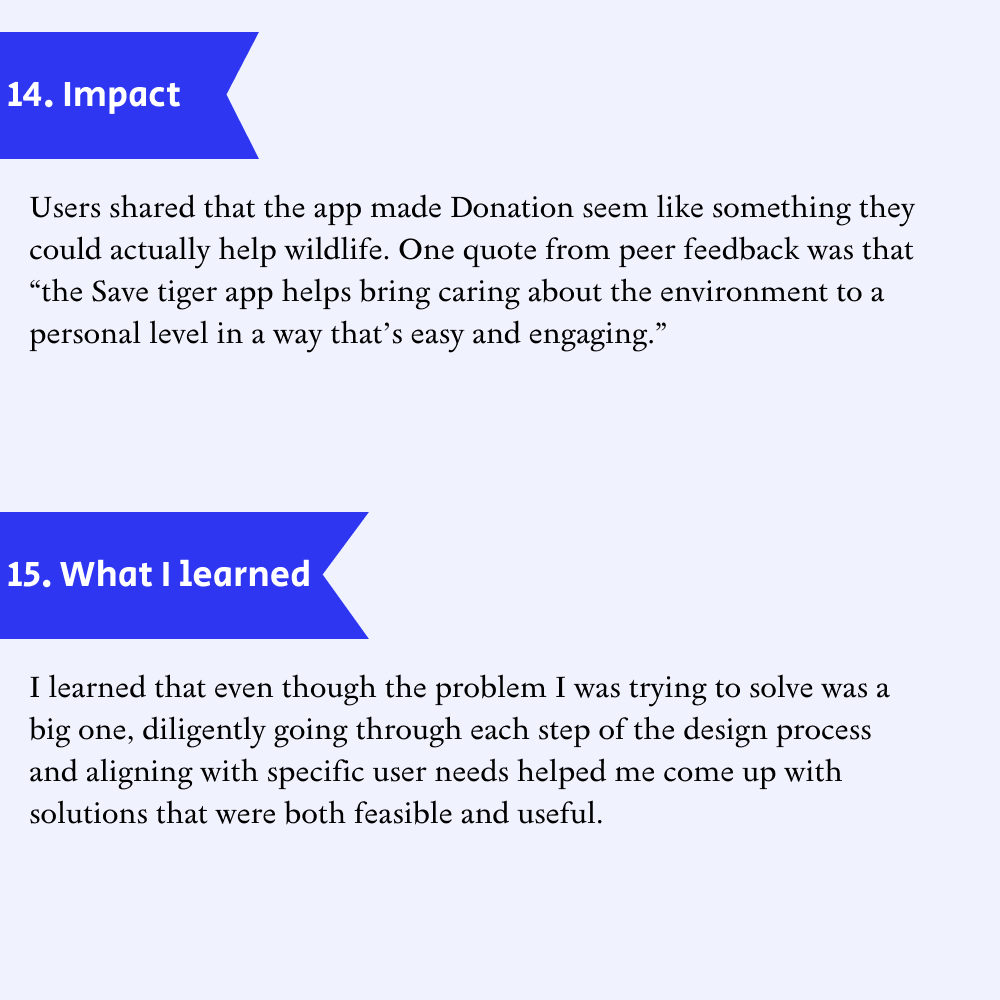 14. Impact
Users shared that the app made Donation seem like something they
could actually help wildlife. One quote from peer feedback was that
“the Save tiger app helps bring caring about the environment to a
personal level in a way that’s easy and engaging.”
15. What I learned
I learned that even though the problem I was trying to solve was a
big one, diligently going through each step of the design process
and aligning with specific user needs helped me come up with
solutions that were both feasible and useful.